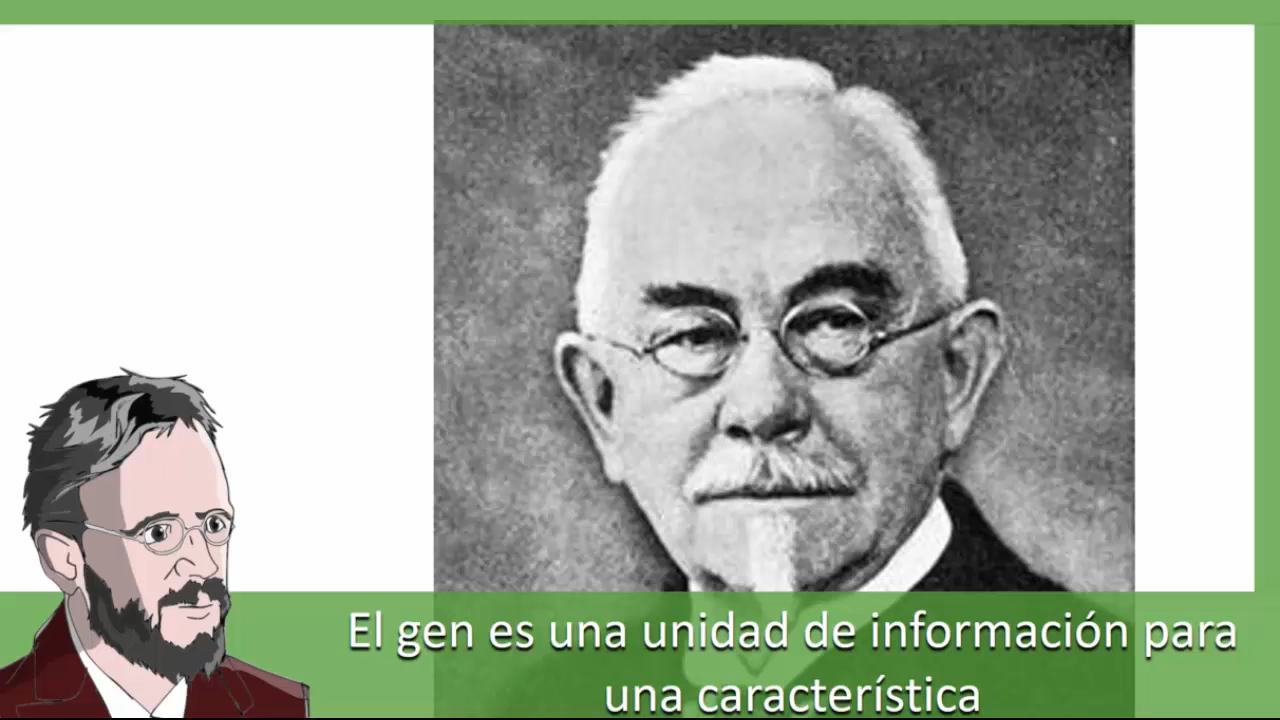 El gen es una unidad de información para
una característica